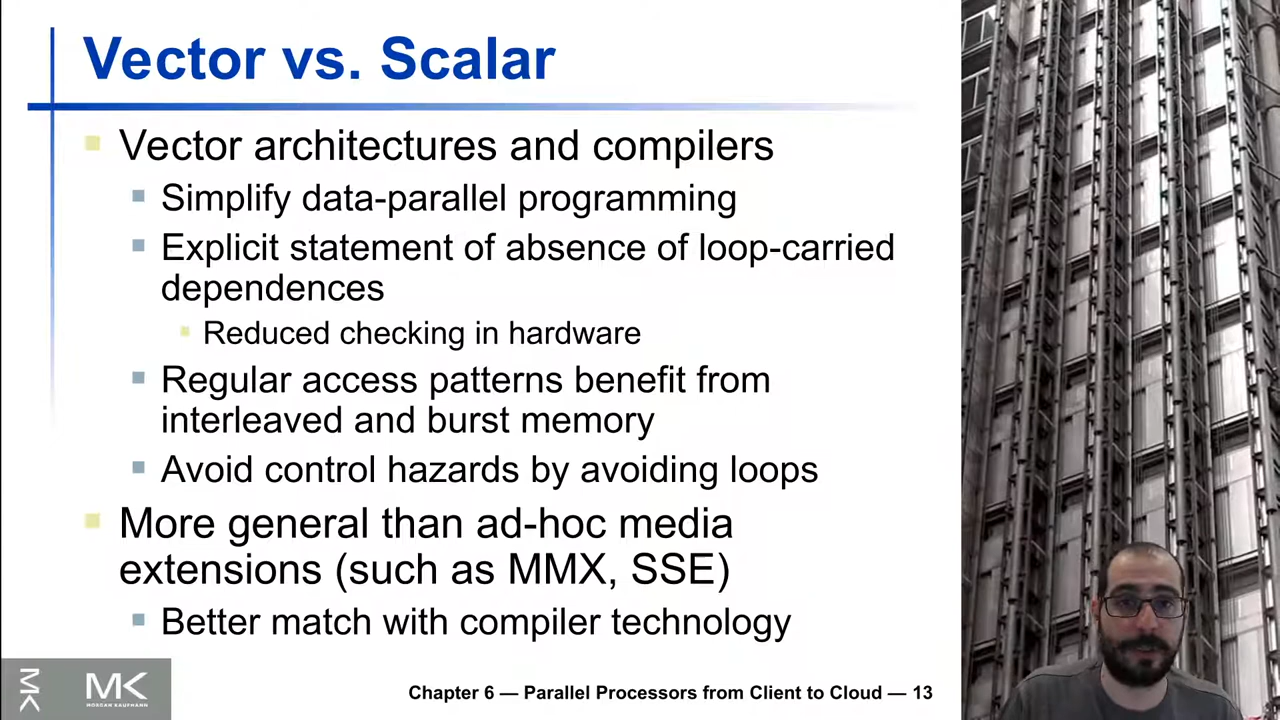 Vector vs. Scalar
Vector architectures and compilers
Simplify data-parallel programming
Explicit statement of absence of loop-carried
dependences
Reduced checking in hardware
Regular access patterns benefit from
interleaved and burst memory
Avoid control hazards by avoiding loops
More general than ad-hoc media
extensions (such as MMX, SSE)
Better match with compiler technology
MK
MK
MORGAN KAUFMANN
Chapter 6 — Parallel Processors from Client to Cloud — 13